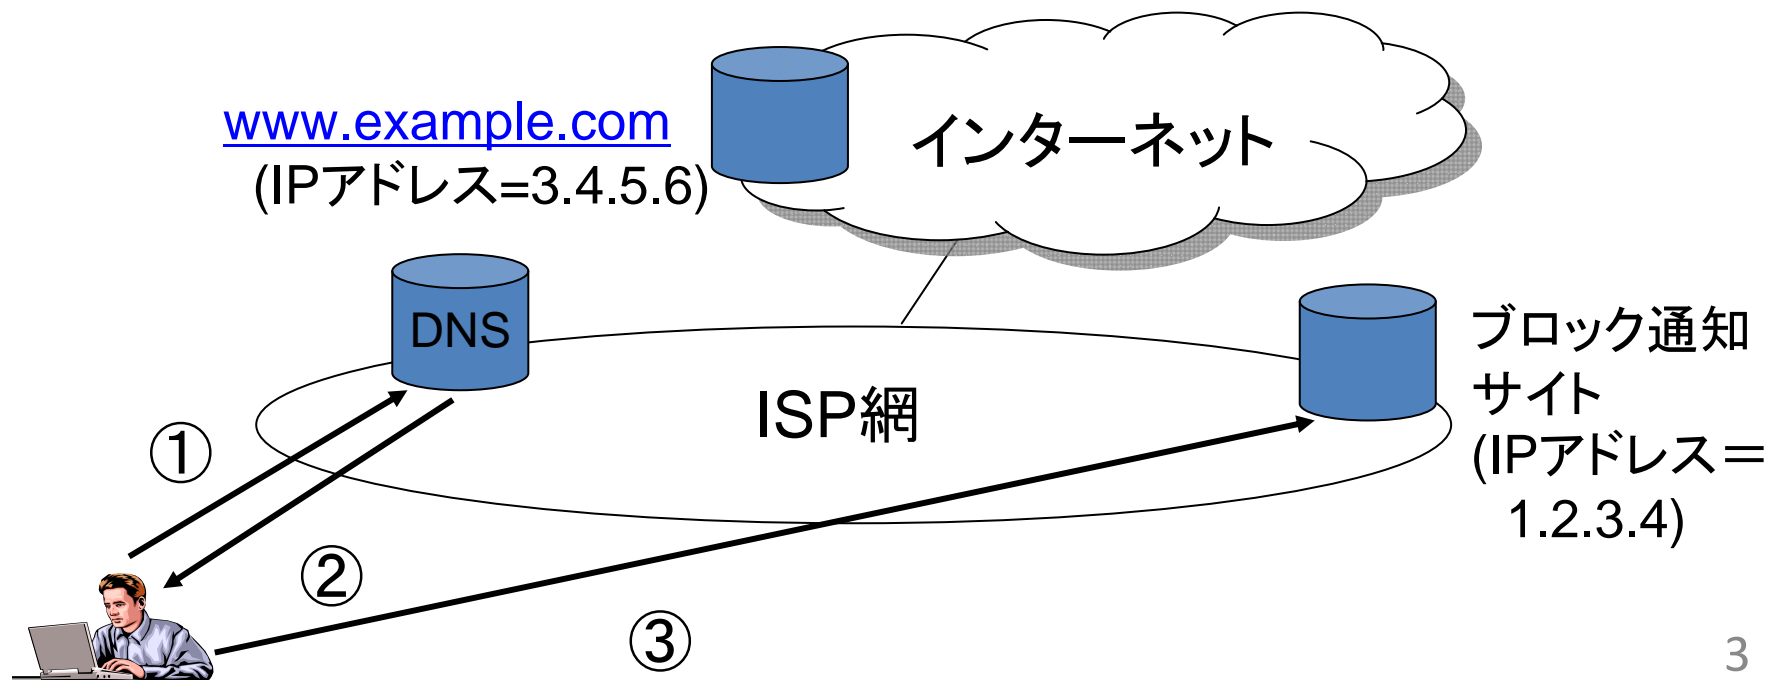 インターネット
www.example.com
(IPアドレス=3.4.5.6)
DNS
ISP網
ブロック通知
サイト
(IPアドレス＝
1.2.3.4)
①
②
③
3